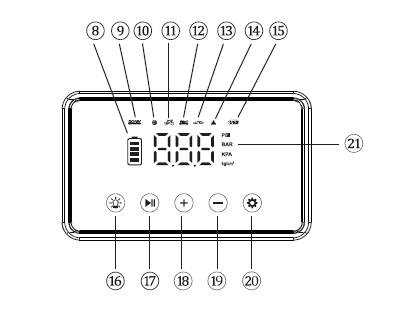 ⑧ ⑨ ⑩ ⑪ ⑫ ⑬ ⑭ ⑮
888
PSI
BAR
KPA
kg/cm²
㉑
⑯ ⑰ ⑱ ⑲ ⑳